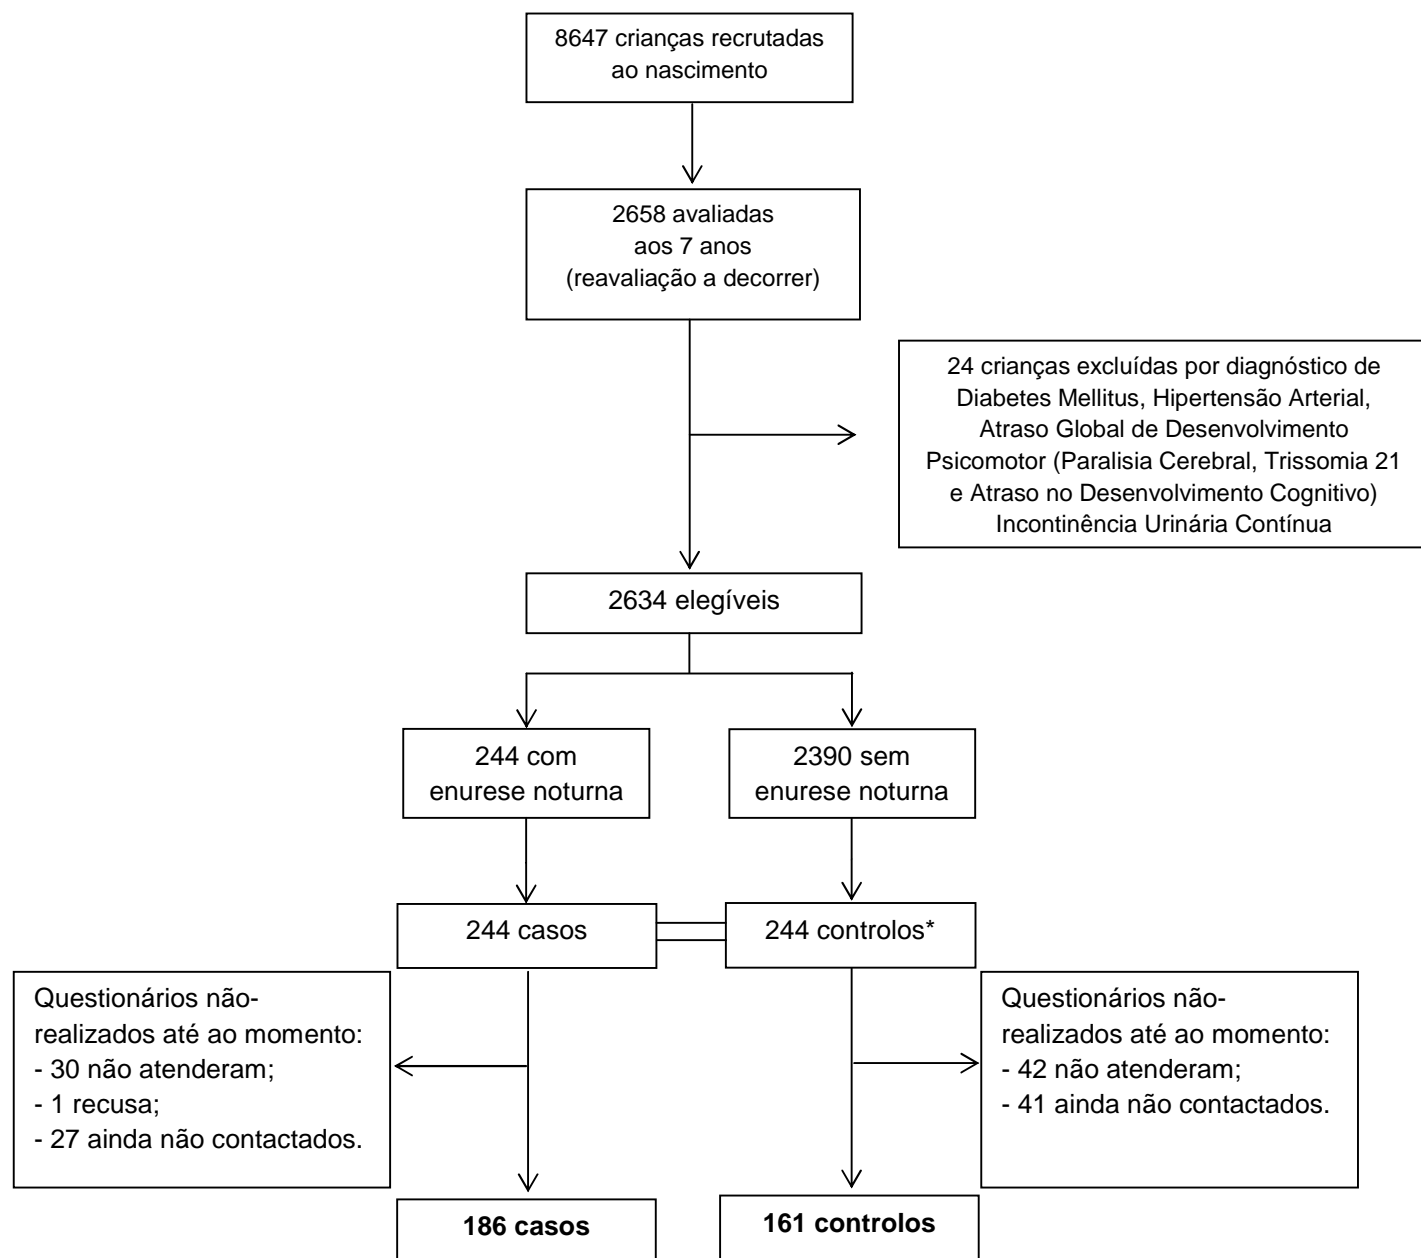 8647 crianças recrutadas
ao nascimento
2658 avaliadas
aos 7 anos
(reavaliação a decorrer)
24 crianças excluídas por diagnóstico de
Diabetes Mellitus, Hipertensão Arterial,
Atraso Global de Desenvolvimento
Psicomotor (Paralisia Cerebral, Trissomia 21
e Atraso no Desenvolvimento Cognitivo)
Incontinência Urinária Contínua
2634 elegíveis
244 com
enurese noturna
2390 sem
enurese noturna
244 casos
244 controlos*
Questionários não-
realizados até ao momento:
- 30 não atenderam;
- 1 recusa;
- 27 ainda não contactados.
Questionários não-
realizados até ao momento:
- 42 não atenderam;
- 41 ainda não contactados.
186 casos
161 controlos